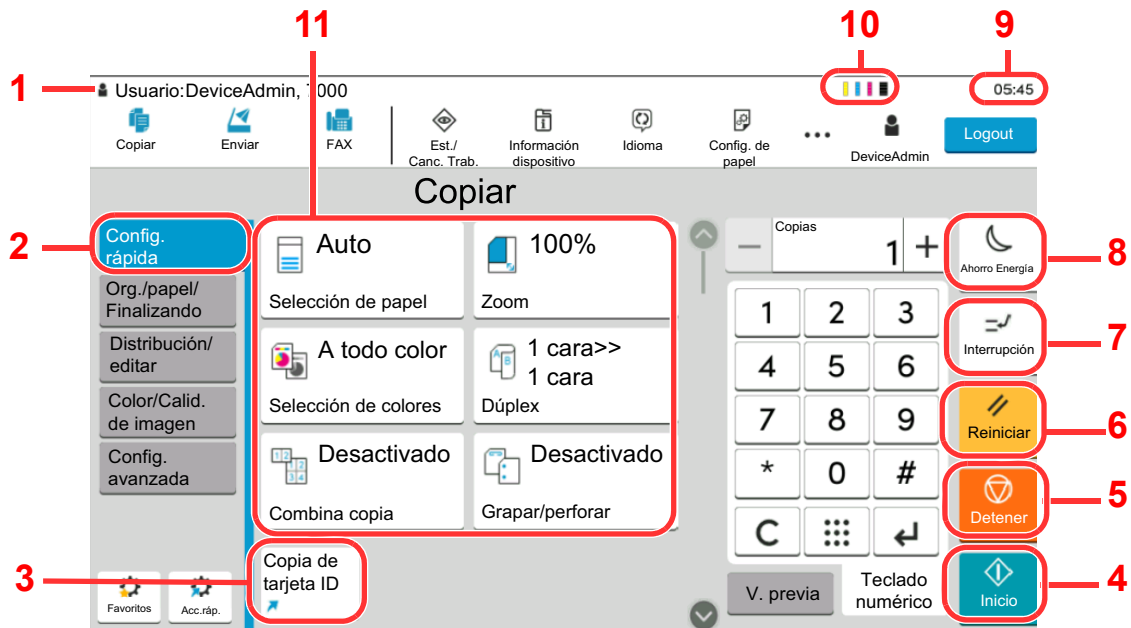 11
10
9
1
Usuario:DeviceAdmin, 7000
05:45
Copiar
Enviar
FAX
Est./
Canc. Trab.
Información
dispositivo
Idioma
Config. de
papel
DeviceAdmin
Logout
Copiar
2
Config.
rápida
Org./papel/
Finalizando
Distribución/
editar
Color/Calid.
de imagen
Config.
avanzada
Auto
Selección de papel
100%
Zoom
A todo color
Selección de colores
1 cara>>
1 cara
Dúplex
Desactivado
Combina copia
Desactivado
Grapar/perforar
3
Copia de
tarjeta ID
Favoritos
Acc.ráp.
Copias
— 1 +
1 2 3
4 5 6
7 8 9
* 0 #
C
V. previa
Teclado
numérico
Ahorro Energía
8
Interrupción
7
Reiniciar
6
Detener
5
Inicio
4